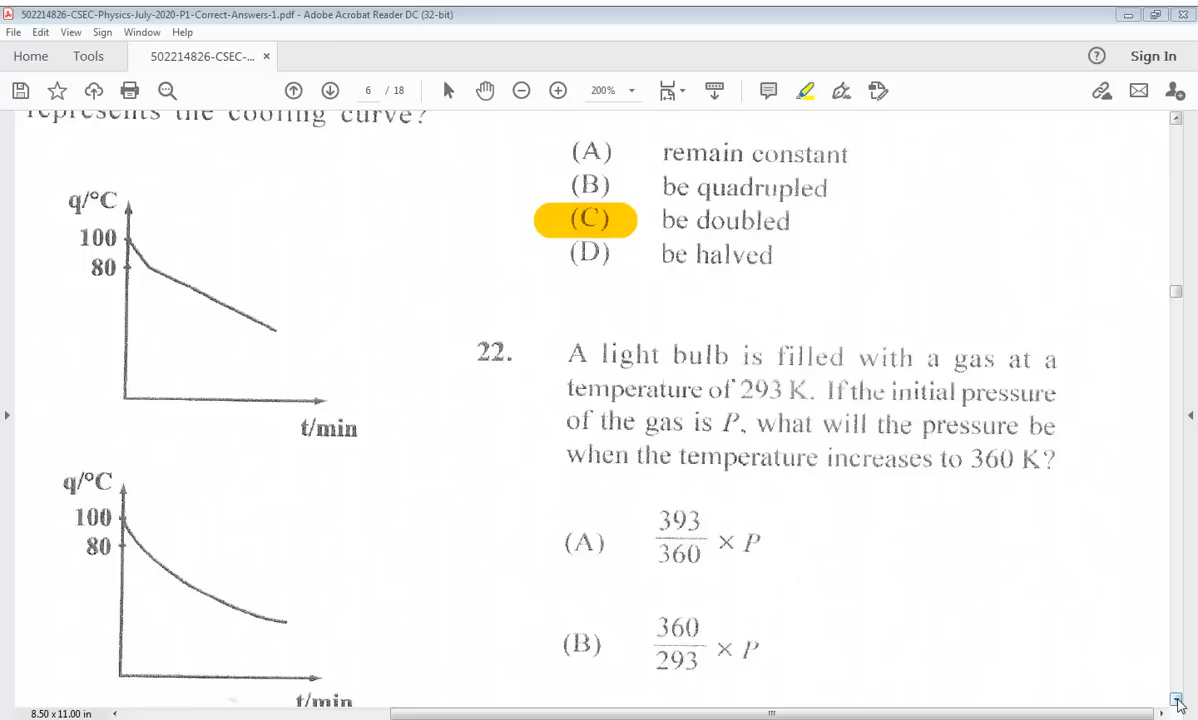 502214826-CSEC-Physics-July-2020-P1-Correct-Answers-1.pdf - Adobe Acrobat Reader DC (32-bit)
File Edit View Sign Window Help
Home Tools 502214826-CSEC-... × Sign In
6 / 18 200%
represents the cooling curve?
q/°C
100
80
t/min
q/°C
100
80
t/min
(A) remain constant
(B) be quadrupled
(C) be doubled
(D) be halved
22. A light bulb is filled with a gas at a
temperature of 293 K. If the initial pressure
of the gas is P, what will the pressure be
when the temperature increases to 360 K?
(A) 393/360 × P
(B) 360/293 × P
8.50 x 11.00 in